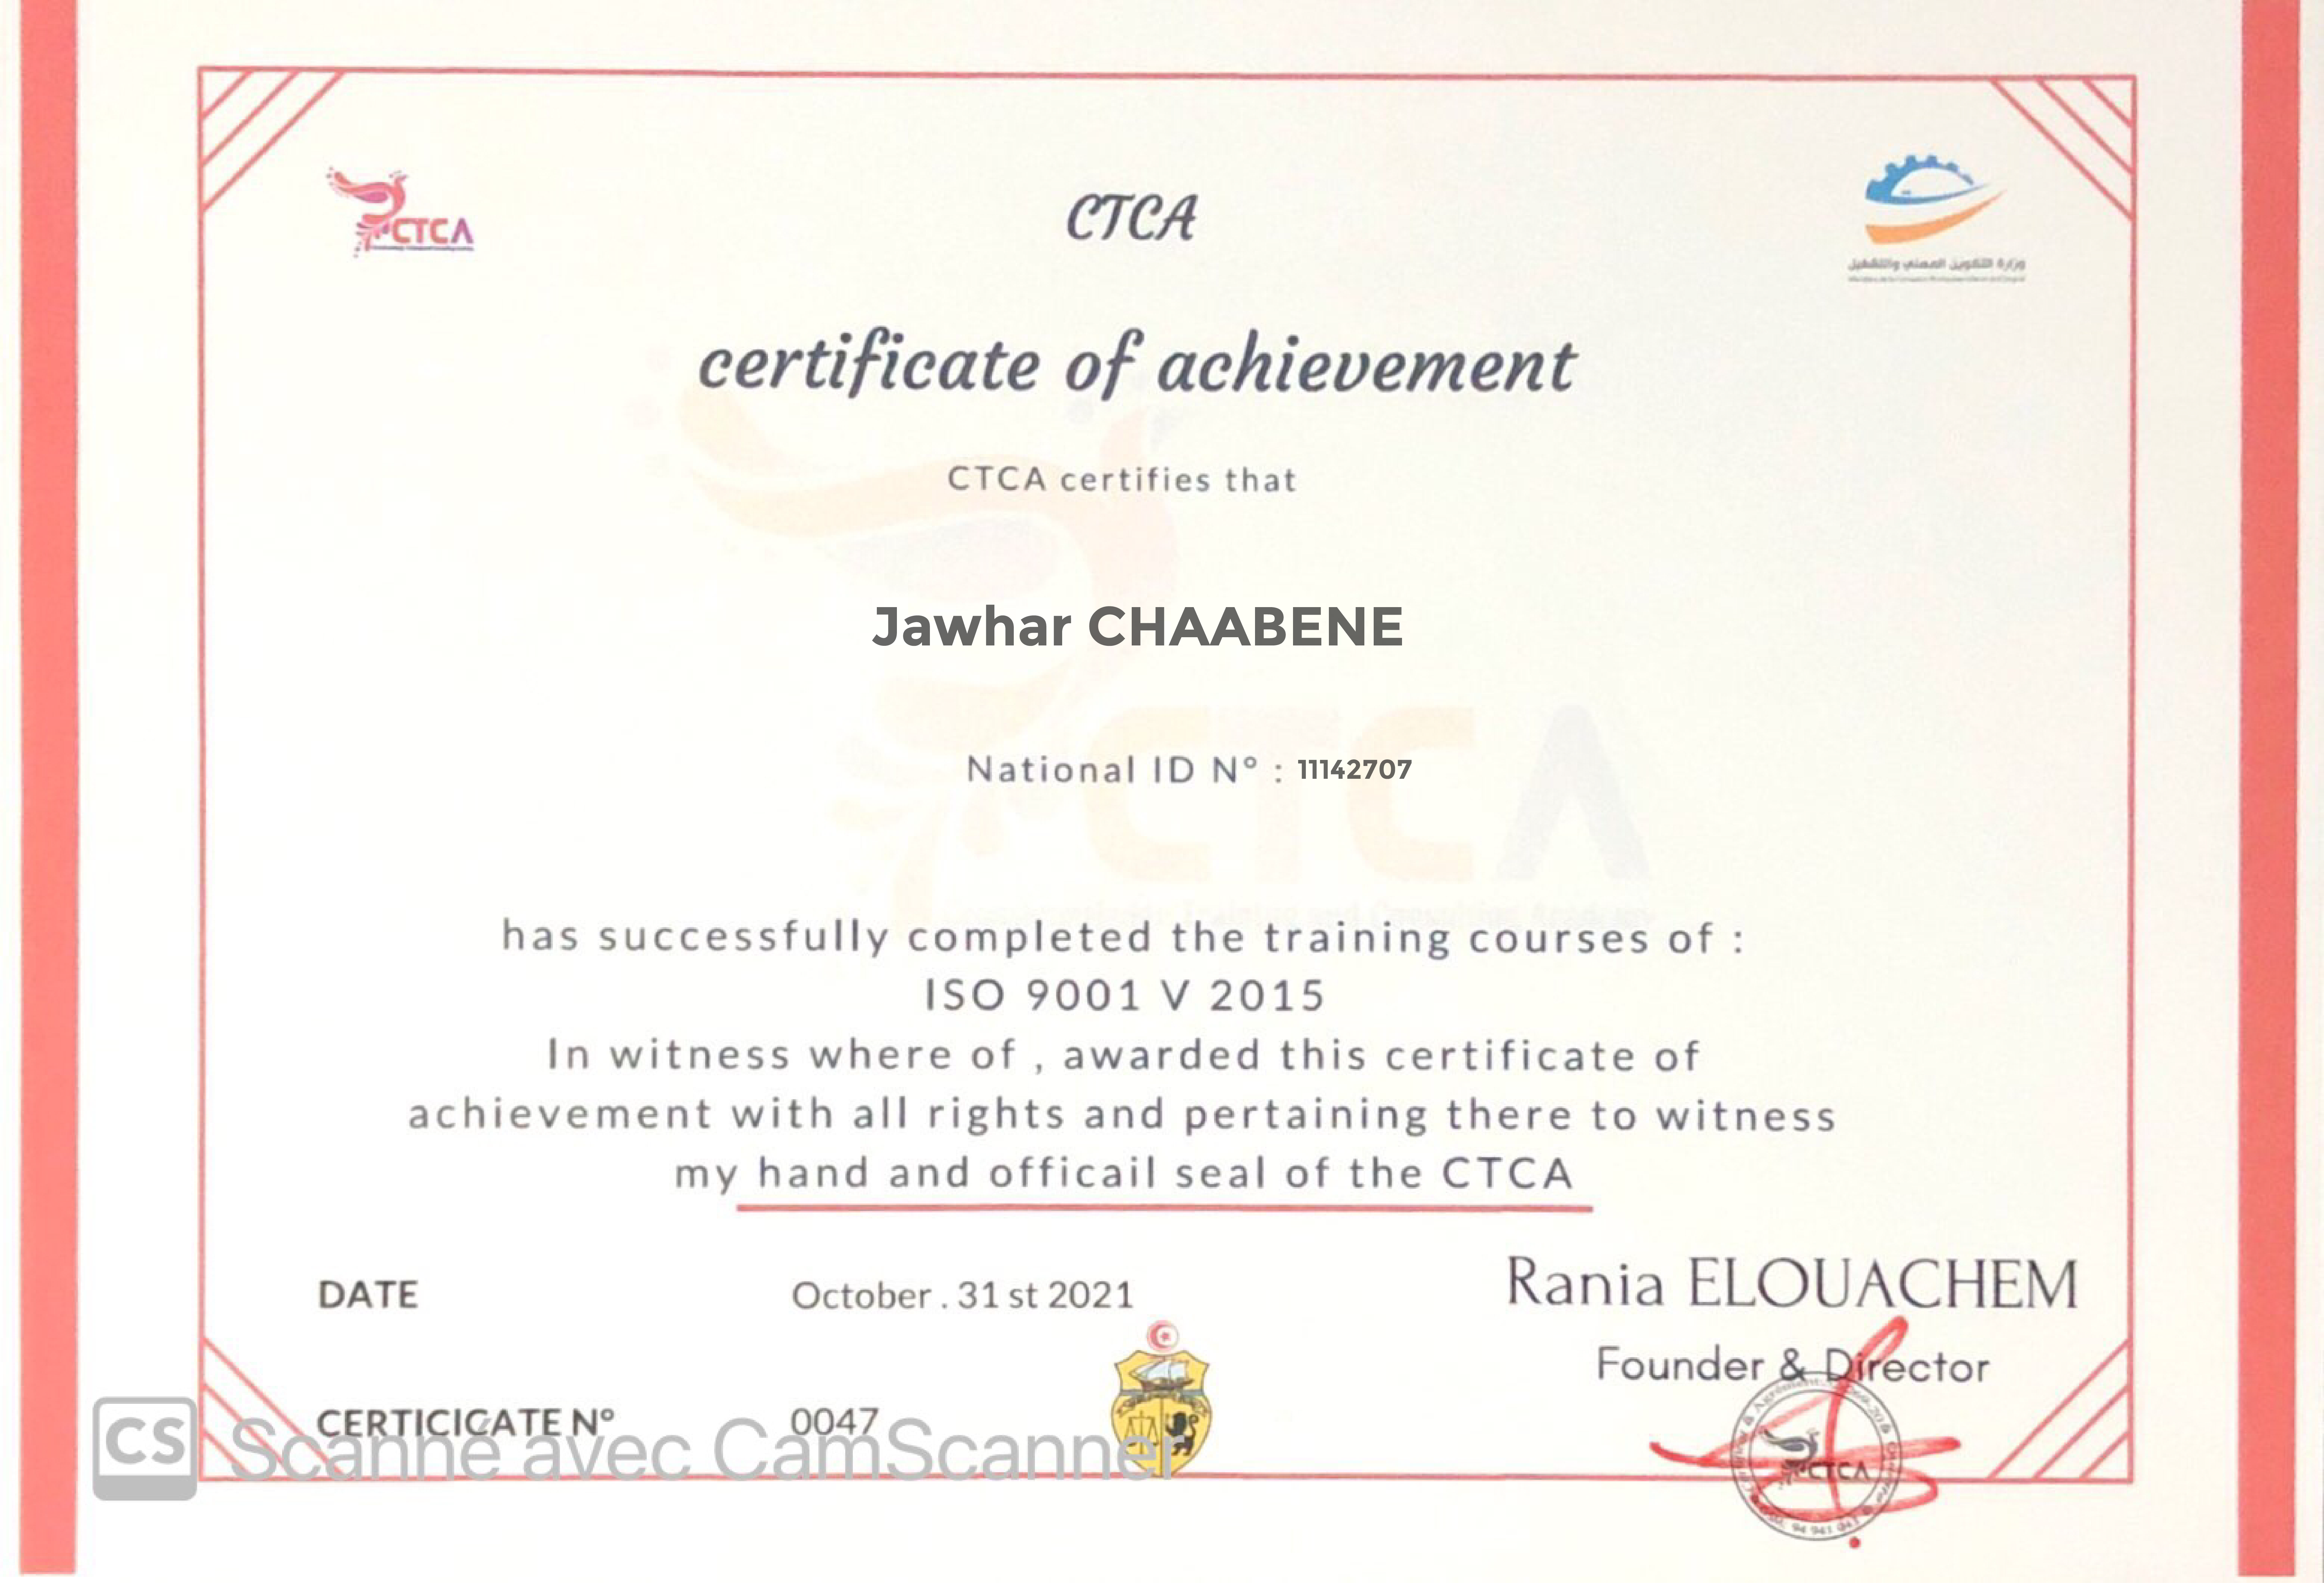 CTCA
CTCA
وزارة التكوين المهني والتشغيل
certificate of achievement
CTCA certifies that
Jawhar CHAABENE
National ID N° : 11142707
CTCA
has successfully completed the training courses of :
ISO 9001 V 2015
In witness where of , awarded this certificate of
achievement with all rights and pertaining there to witness
my hand and officail seal of the CTCA
DATE October . 31 st 2021
Rania ELOUACHEM
Founder & Director
CERTICICATE N° 0047
CS Scanné avec CamScanner
CTCA